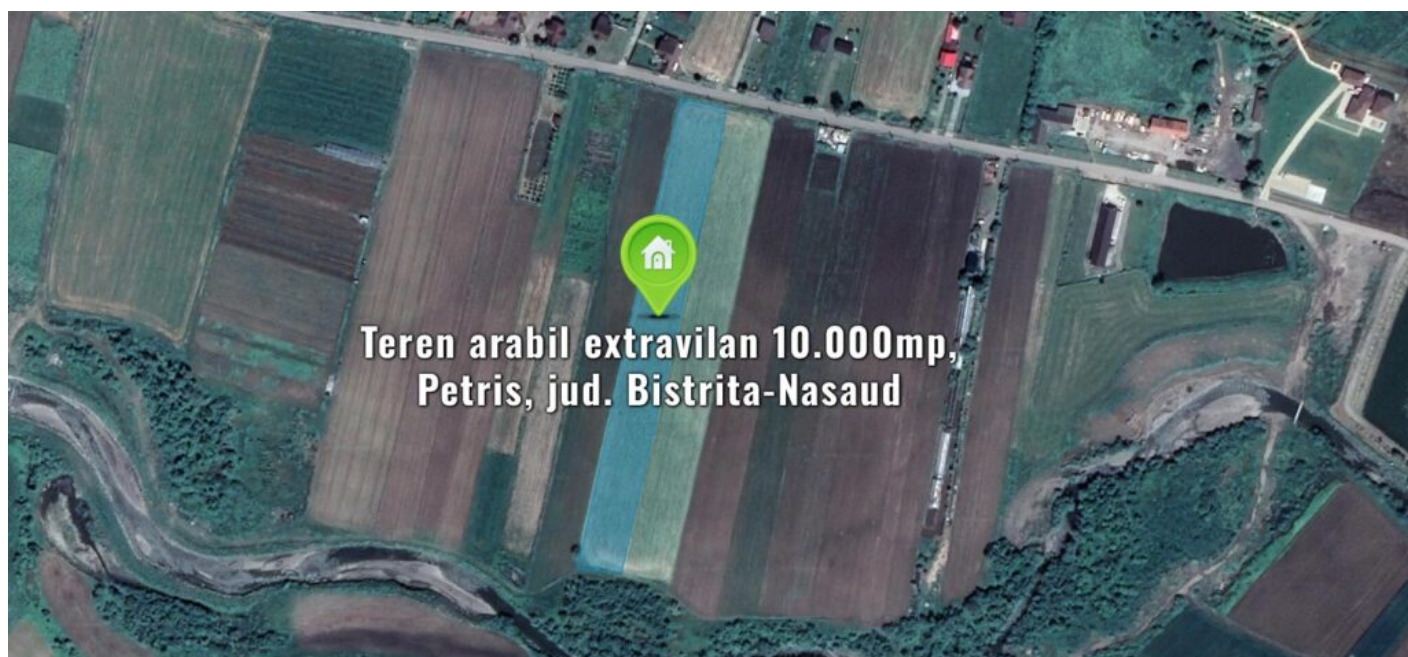 Teren arabil extravilan 10.000mp,
Petris, jud. Bistrita-Nasaud